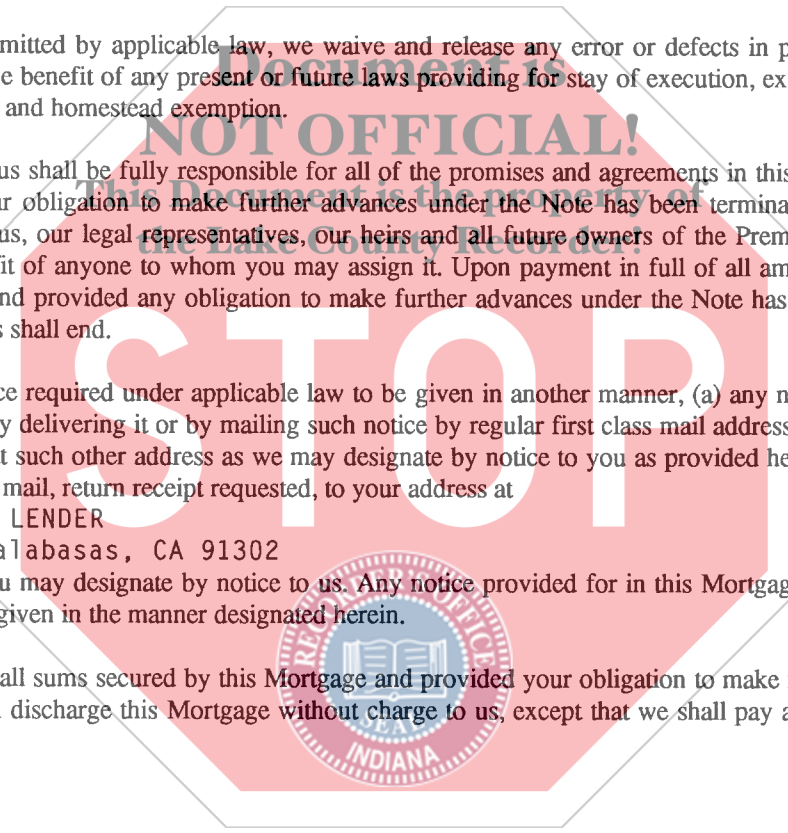 mitted by applicable law, we waive and release any error or defects in p
e benefit of any present or future laws providing for stay of execution, ex
and homestead exemption.
Document is
NOT OFFICIAL!
This Document is the property of
the Lake County Recorder!
us shall be fully responsible for all of the promises and agreements in this
ur obligation to make further advances under the Note has been termina
us, our legal representatives, our heirs and all future owners of the Prem
fit of anyone to whom you may assign it. Upon payment in full of all am
nd provided any obligation to make further advances under the Note has
s shall end.
STOP
ce required under applicable law to be given in another manner, (a) any n
y delivering it or by mailing such notice by regular first class mail address
t such other address as we may designate by notice to you as provided he
mail, return receipt requested, to your address at
LENDER
alabasas, CA 91302
u may designate by notice to us. Any notice provided for in this Mortgag
given in the manner designated herein.
all sums secured by this Mortgage and provided your obligation to make
discharge this Mortgage without charge to us, except that we shall pay a
RECORDER'S OFFICE
SEAL
INDIANA